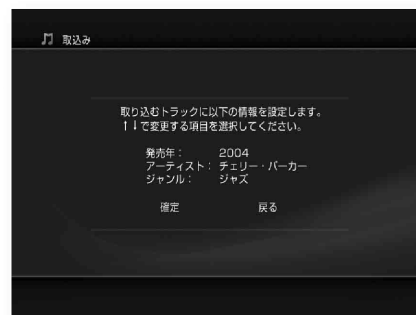 取込み
取り込むトラックに以下の情報を設定します。
↑↓で変更する項目を選択してください。
発売年： 2004
アーティスト： チェリー・パーカー
ジャンル： ジャズ
確定 戻る